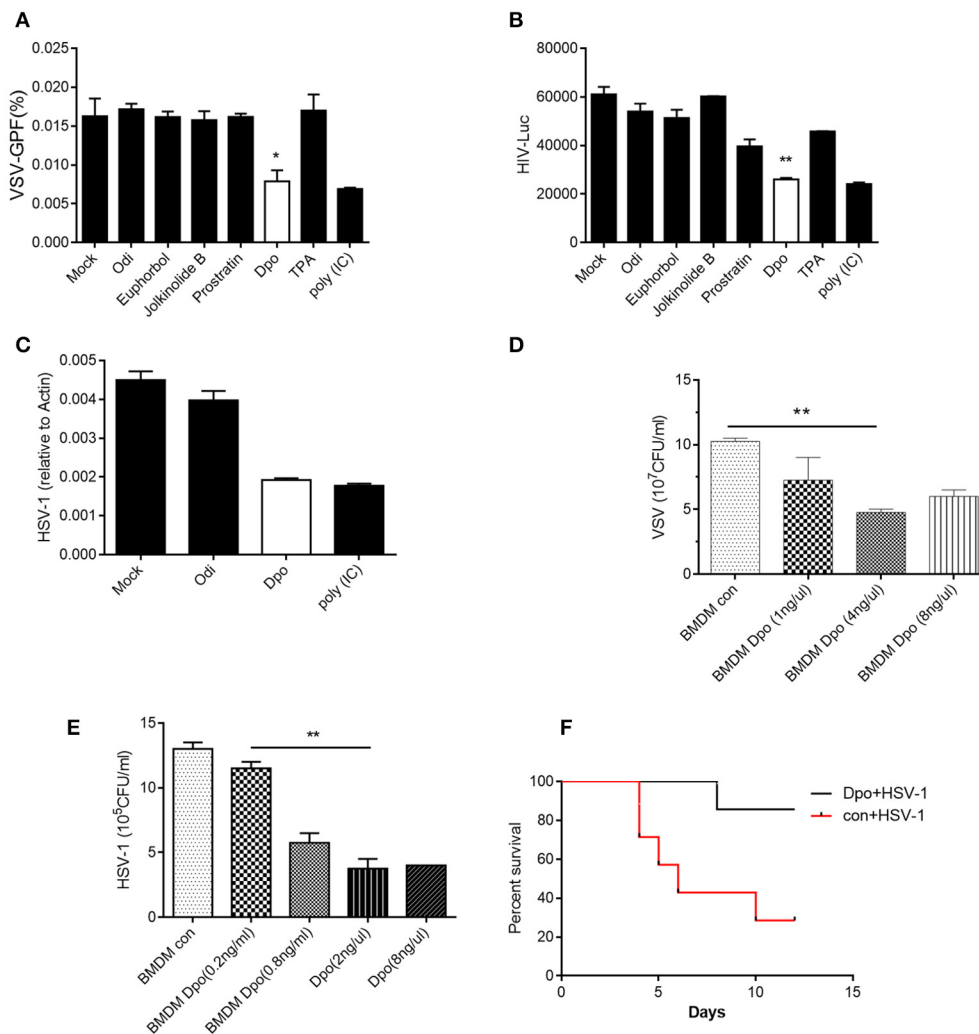 A
VSV-GPF(%)
0.025
0.020
0.015
0.010
0.005
0.000
*
Mock
Odi
Euphorbol
Jolkinolide B
Prostratin
Dpo
TPA
poly (IC)
B
HIV-Luc
80000
60000
40000
20000
0
**
Mock
Odi
Euphorbol
Jolkinolide B
Prostratin
Dpo
TPA
poly (IC)
C
HSV-1 (relative to Actin)
0.005
0.004
0.003
0.002
0.001
0.000
Mock
Odi
Dpo
poly (IC)
D
VSV (10⁷CFU/ml)
15
10
5
0
**
BMDM con
BMDM Dpo (1ng/ul)
BMDM Dpo (4ng/ul)
BMDM Dpo (8ng/ul)
E
HSV-1 (10⁵CFU/ml)
15
10
5
0
**
BMDM con
BMDM Dpo(0.2ng/ml)
BMDM Dpo(0.8ng/ml)
Dpo(2ng/ul)
Dpo(8ng/ul)
F
Percent survival
100
80
60
40
20
0
0
5
10
15
Days
Dpo+HSV-1
con+HSV-1